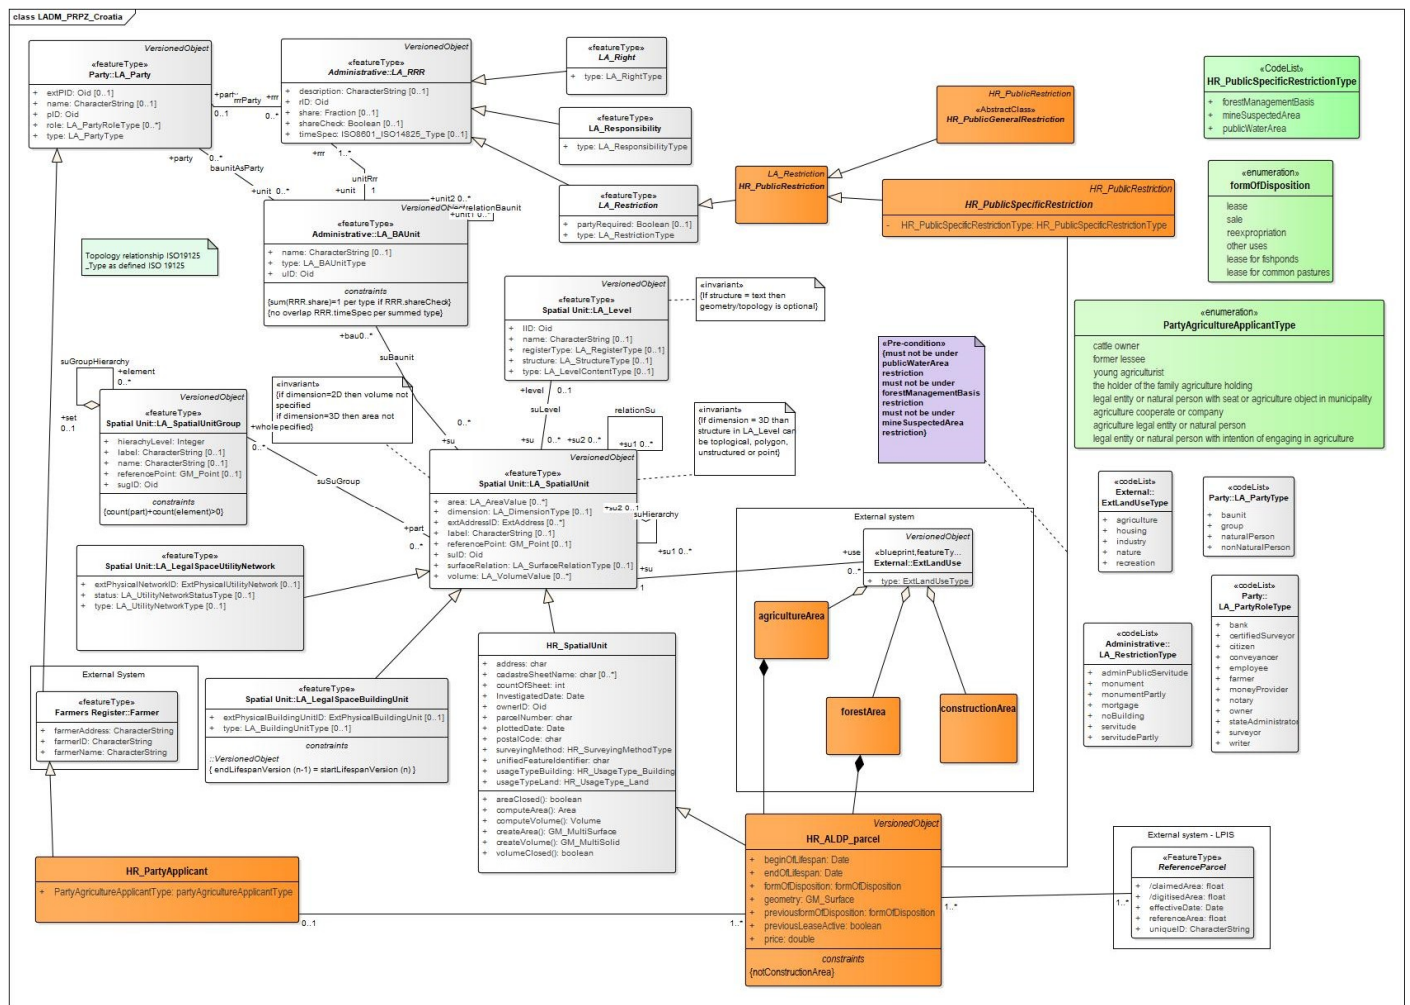 class LADM_PRPZ_Croatia
VersionedObject
«featureType»
Party::LA_Party
+ extPID: Oid [0..1]
+ name: CharacterString [0..1]
+ pID: Oid
+ role: LA_PartyRoleType [0..*]
+ type: LA_PartyType
VersionedObject
«featureType»
Administrative::LA_RRR
+ description: CharacterString [0..1]
+ rID: Oid
+ share: Fraction [0..1]
+ shareCheck: Boolean [0..1]
+ timeSpec: ISO8601_ISO14825_Type [0..1]
+party
+rrr
rrrParty
0..1
0..*
«featureType»
LA_Right
+ type: LA_RightType
«featureType»
LA_Responsibility
+ type: LA_ResponsibilityType
«featureType»
LA_Restriction
+ partyRequired: Boolean [0..1]
+ type: LA_RestrictionType
LA_Restriction
HR_PublicRestriction
HR_PublicRestriction
«AbstractClass»
HR_PublicGeneralRestriction
HR_PublicRestriction
HR_PublicSpecificRestriction
- HR_PublicSpecificRestrictionType: HR_PublicSpecificRestrictionType
«CodeList»
HR_PublicSpecificRestrictionType
+ forestManagementBasis
+ mineSuspectedArea
+ publicWaterArea
«enumeration»
formOfDisposition
lease
sale
reexpropriation
other uses
lease for fishponds
lease for common pastures
«enumeration»
PartyAgricultureApplicantType
cattle owner
former lessee
young agriculturist
the holder of the family agriculture holding
legal entity or natural person with seat or agriculture object in municipality
agriculture cooperate or company
agriculture legal entity or natural person
legal entity or natural person with intention of engaging in agriculture
+party
0..*
baunitAsParty
+unit 0..*
+rrr
1..*
unitRrr
+unit
1
+unit2 0..*
relationBaunit
+unit1 0..*
VersionedObject
«featureType»
Administrative::LA_BAUnit
+ name: CharacterString [0..1]
+ type: LA_BAUnitType
+ uID: Oid
constraints
{sum(RRR.share)=1 per type if RRR.shareCheck}
{no overlap RRR.timeSpec per summed type}
Topology relationship ISO19125
_Type as defined ISO 19125
VersionedObject
«featureType»
Spatial Unit::LA_Level
+ lID: Oid
+ name: CharacterString [0..1]
+ registerType: LA_RegisterType [0..1]
+ structure: LA_StructureType [0..1]
+ type: LA_LevelContentType [0..1]
«invariant»
{If structure = text then
geometry/topology is optional}
«Pre-condition»
{must not be under
publicWaterArea
restriction
must not be under
forestManagementBasis
restriction
must not be under
mineSuspectedArea
restriction}
+bau0..*
suBaunit
0..*
+su
+level 0..1
suLevel
+su 0..*
+su2 0..*
relationSu
+su1 0..*
«invariant»
{if dimension=2D then volume not
specified
if dimension=3D then area not
specified}
«invariant»
{If dimension = 3D than
structure in LA_Level can
be toplogical, polygon,
unstructured or point}
suGroupHierarchy
+element
0..*
+set
0..1
VersionedObject
«featureType»
Spatial Unit::LA_SpatialUnitGroup
+ hierachyLevel: Integer
+ label: CharacterString [0..1]
+ name: CharacterString [0..1]
+ referencePoint: GM_Point [0..1]
+ sugID: Oid
constraints
{count(part)+count(element)>0}
+whole
0..*
suSuGroup
+part
0..*
VersionedObject
«featureType»
Spatial Unit::LA_SpatialUnit
+ area: LA_AreaValue [0..*]
+ dimension: LA_DimensionType [0..1]
+ extAddressID: ExtAddress [0..*]
+ label: CharacterString [0..1]
+ referencePoint: GM_Point [0..1]
+ suID: Oid
+ surfaceRelation: LA_SurfaceRelationType [0..1]
+ volume: LA_VolumeValue [0..*]
+su2 0..1
suHierarchy
+su1 0..*
+su
1
«featureType»
Spatial Unit::LA_LegalSpaceUtilityNetwork
+ extPhysicalNetworkID: ExtPhysicalUtilityNetwork [0..1]
+ status: LA_UtilityNetworkStatusType [0..1]
+ type: LA_UtilityNetworkType [0..1]
External system
+use
0..*
VersionedObject
«blueprint,featureTy...
External::ExtLandUse
+ type: ExtLandUseType
agricultureArea
forestArea
constructionArea
«codeList»
External::
ExtLandUseType
+ agriculture
+ housing
+ industry
+ nature
+ recreation
«codeList»
Party::LA_PartyType
+ baunit
+ group
+ naturalPerson
+ nonNaturalPerson
«codeList»
Administrative::
LA_RestrictionType
+ adminPublicServitude
+ monument
+ monumentPartly
+ mortgage
+ noBuilding
+ servitude
+ servitudePartly
«codeList»
Party::
LA_PartyRoleType
+ bank
+ certifiedSurveyor
+ citizen
+ conveyancer
+ employee
+ farmer
+ moneyProvider
+ notary
+ owner
+ stateAdministrator
+ surveyor
+ writer
External System
«featureType»
Farmers Register::Farmer
+ farmerAddress: CharacterString
+ farmerID: CharacterString
+ farmerName: CharacterString
«featureType»
Spatial Unit::LA_LegalSpaceBuildingUnit
+ extPhysicalBuildingUnitID: ExtPhysicalBuildingUnit [0..1]
+ type: LA_BuildingUnitType [0..1]
constraints
::VersionedObject
{ endLifespanVersion (n-1) = startLifespanVersion (n) }
HR_SpatialUnit
+ address: char
+ cadastreSheetName: char [0..*]
+ countOfSheet: int
+ InvestigatedDate: Date
+ ownerID: Oid
+ parcelNumber: char
+ plottedDate: Date
+ postalCode: char
+ surveyingMethod: HR_SurveyingMethodType
+ unifiedFeatureIdentifier: char
+ usageTypeBuilding: HR_UsageType_Building
+ usageTypeLand: HR_UsageType_Land
+ areaClosed(): boolean
+ computeArea(): Area
+ computeVolume(): Volume
+ createArea(): GM_MultiSurface
+ createVolume(): GM_MultiSolid
+ volumeClosed(): boolean
VersionedObject
HR_ALDP_parcel
+ beginOfLifespan: Date
+ endOfLifespan: Date
+ formOfDisposition: formOfDisposition
+ geometry: GM_Surface
+ previousformOfDisposition: formOfDisposition
+ previousLeaseActive: boolean
+ price: double
constraints
{notConstructionArea}
External system - LPIS
«FeatureType»
ReferenceParcel
+ /claimedArea: float
+ /digitisedArea: float
+ effectiveDate: Date
+ referenceArea: float
+ uniqueID: CharacterString
1..*
1..*
HR_PartyApplicant
+ PartyAgricultureApplicantType: partyAgricultureApplicantType
0..1
1..*